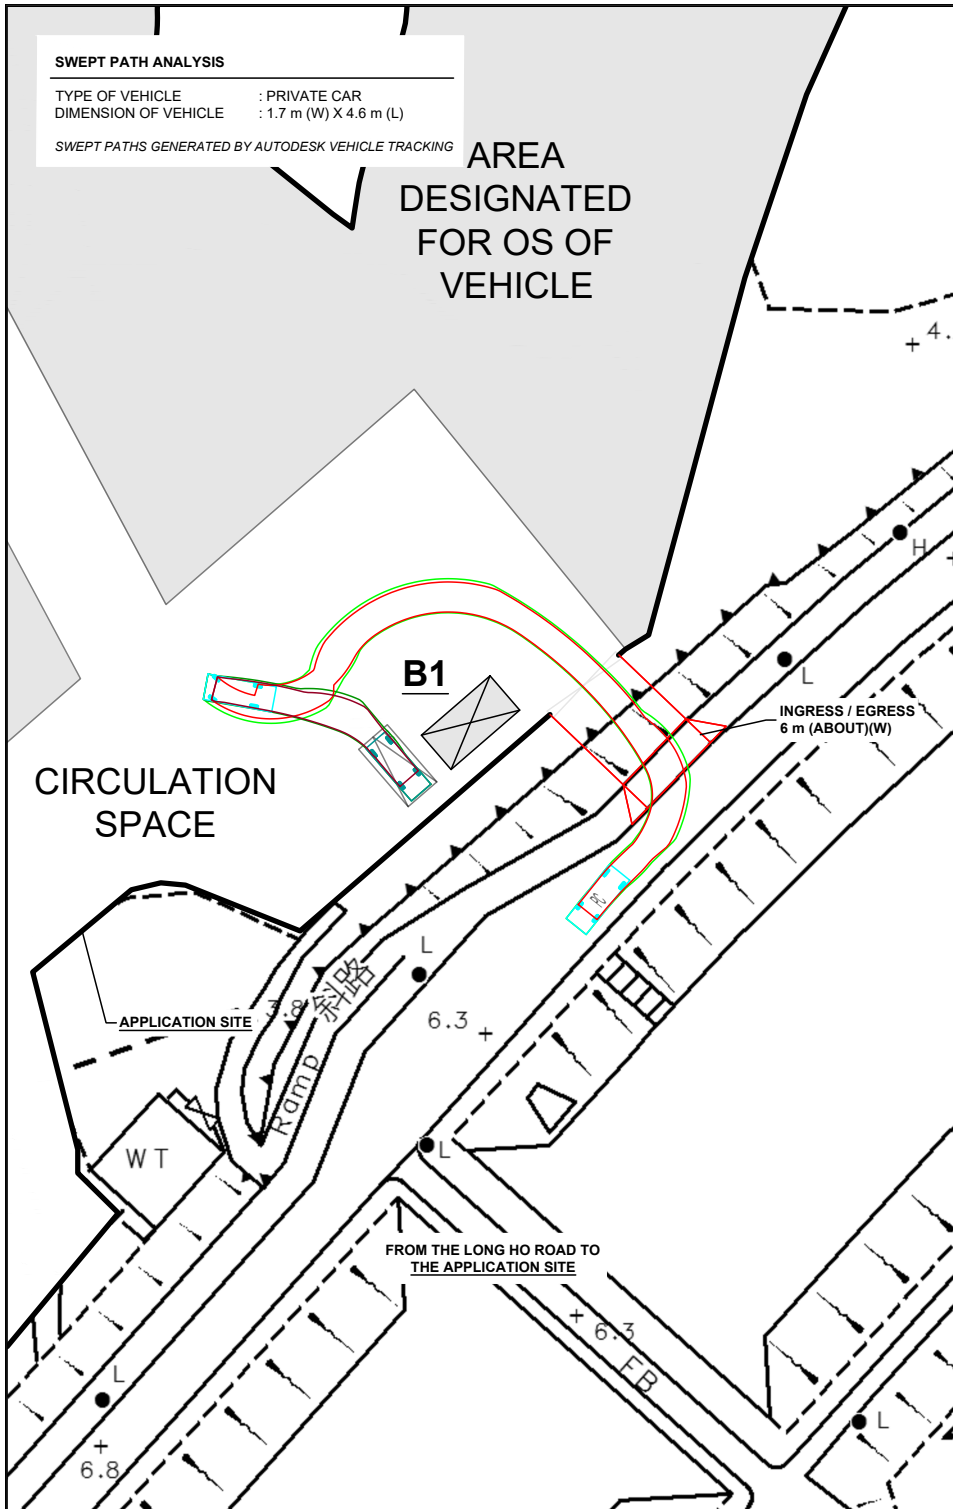 SWEPT PATH ANALYSIS
TYPE OF VEHICLE : PRIVATE CAR
DIMENSION OF VEHICLE : 1.7 m (W) X 4.6 m (L)
SWEPT PATHS GENERATED BY AUTODESK VEHICLE TRACKING
AREA
DESIGNATED
FOR OS OF
VEHICLE
4.
H
L
B1
INGRESS / EGRESS
6 m (ABOUT)(W)
CIRCULATION
SPACE
PC
L
3.8
斜路
APPLICATION SITE
6.3
Ramp
WT
L
FROM THE LONG HO ROAD TO
THE APPLICATION SITE
6.3
FB
L
L
6.8